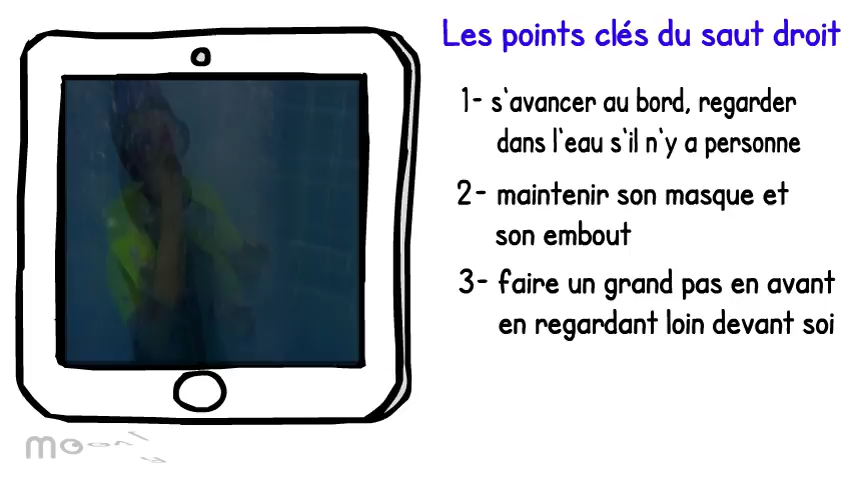 Les points clés du saut droit
1- s'avancer au bord, regarder
dans l'eau s'il n'y a personne
2- maintenir son masque et
son embout
3- faire un grand pas en avant
en regardant loin devant soi